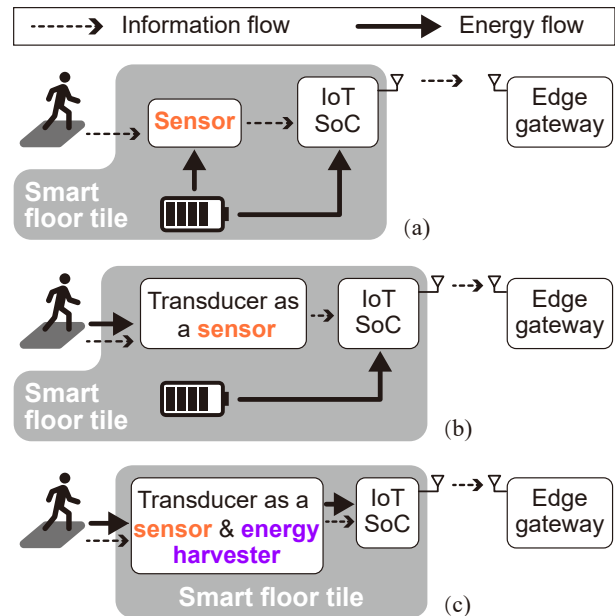 Information flow
Energy flow
Sensor
IoT
SoC
Edge
gateway
Smart
floor tile
(a)
Transducer as
a sensor
IoT
SoC
Edge
gateway
Smart
floor tile
(b)
Transducer as a
sensor & energy
harvester
IoT
SoC
Edge
gateway
Smart floor tile
(c)